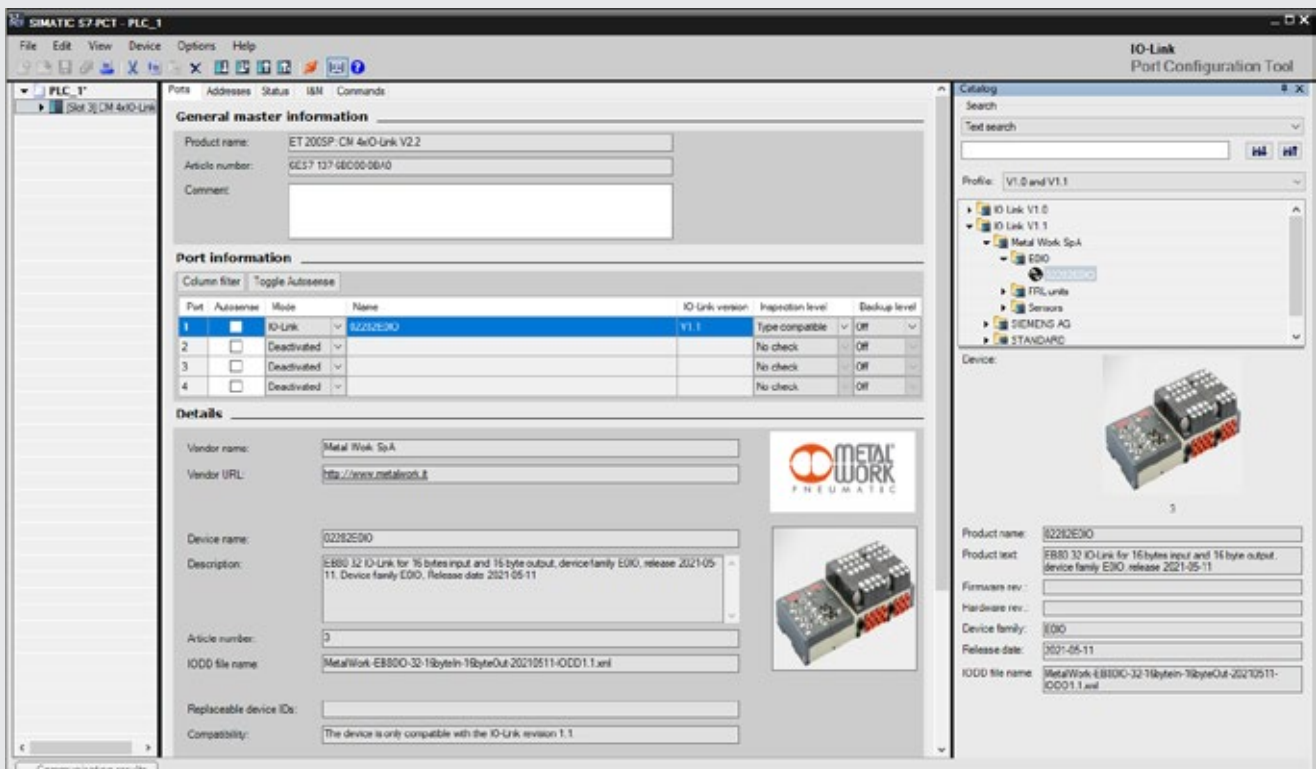 SIMATIC S7-PCT - PLC_1
File Edit View Device Options Help
IO-Link
Port Configuration Tool
PLC_1*
[Slot 3] CM 4xIO-Link
Ports Addresses Status I&M Commands
General master information
Product name: ET 200SP: CM 4xIO-Link V2.2
Article number: 6ES7 137-6BD00-0BA0
Comment:
Port information
Column filter Toggle Autosense
Port Autosense Mode Name IO-Link version Inspection level Backup level
1 IO-Link 02282E0IO V1.1 Type compatible Off
2 Deactivated No check Off
3 Deactivated No check Off
4 Deactivated No check Off
Details
Vendor name: Metal Work SpA
Vendor URL: http://www.metalwork.it
METAL
WORK
PNEUMATIC
Device name: 02282E0IO
Description: EB80 32 IO-Link for 16 bytes input and 16 byte output, device family E0IO, release 2021-05-
11. Device family E0IO, Release date 2021-05-11
Article number: 3
IODD file name: MetalWork-EB80IO-32-16byteIn-16byteOut-20210511-IODD1.1.xml
Replaceable device IDs:
Compatibility: The device is only compatible with the IO-Link revision 1.1
Catalog
Search
Text search
Profile: V1.0 and V1.1
IO Link V1.0
IO Link V1.1
Metal Work SpA
E0IO
02282E0IO
FRL units
Sensors
SIEMENS AG
STANDARD
Device:
3
Product name: 02282E0IO
Product text: EB80 32 IO-Link for 16 bytes input and 16 byte output,
device family E0IO, release 2021-05-11
Firmware rev.:
Hardware rev.:
Device family: E0IO
Release date: 2021-05-11
IODD file name: MetalWork-EB80IO-32-16byteIn-16byteOut-20210511-
IODD1.1.xml
Communication results